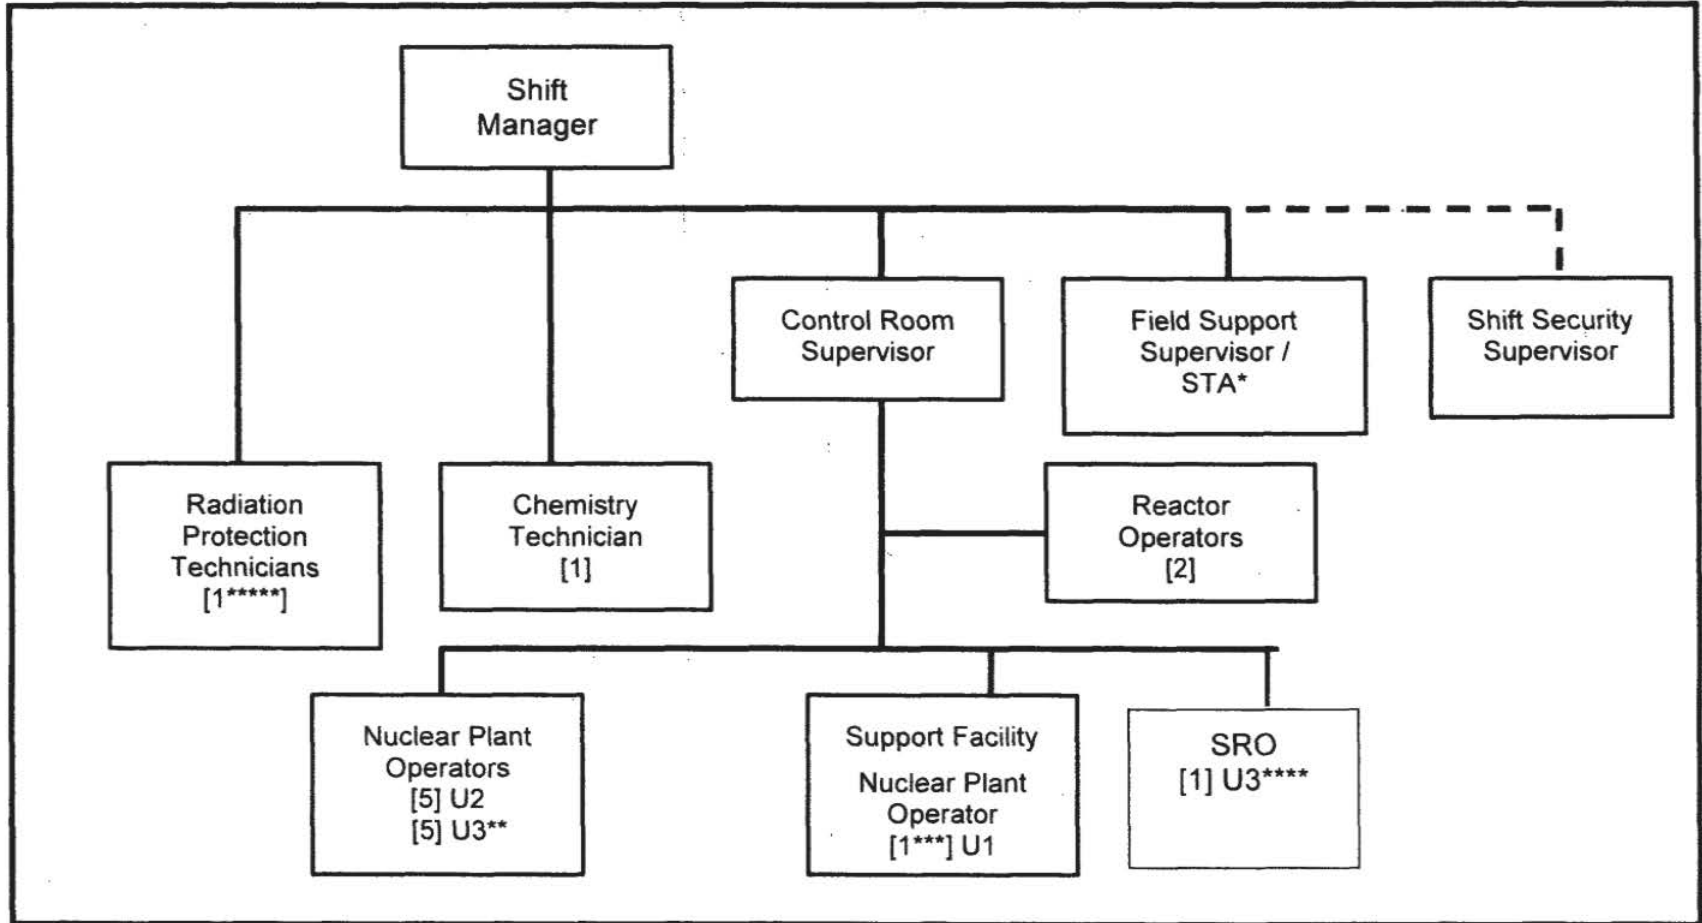 Shift
Manager
Control Room
Supervisor
Field Support
Supervisor /
STA*
Shift Security
Supervisor
Radiation
Protection
Technicians
[1*****]
Chemistry
Technician
[1]
Reactor
Operators
[2]
Nuclear Plant
Operators
[5] U2
[5] U3**
Support Facility
Nuclear Plant
Operator
[1***] U1
SRO
[1] U3****